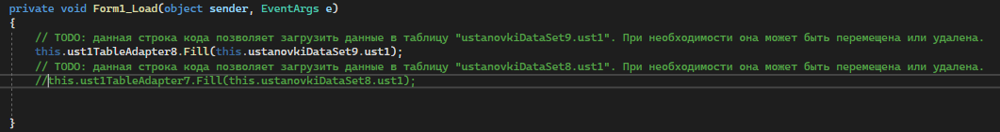 private void Form1_Load(object sender, EventArgs e)
{
// TODO: данная строка кода позволяет загрузить данные в таблицу "ustanovkiDataSet9.ust1". При необходимости она может быть перемещена или удалена.
this.ust1TableAdapter8.Fill(this.ustanovkiDataSet9.ust1);
// TODO: данная строка кода позволяет загрузить данные в таблицу "ustanovkiDataSet8.ust1". При необходимости она может быть перемещена или удалена.
//this.ust1TableAdapter7.Fill(this.ustanovkiDataSet8.ust1);
}